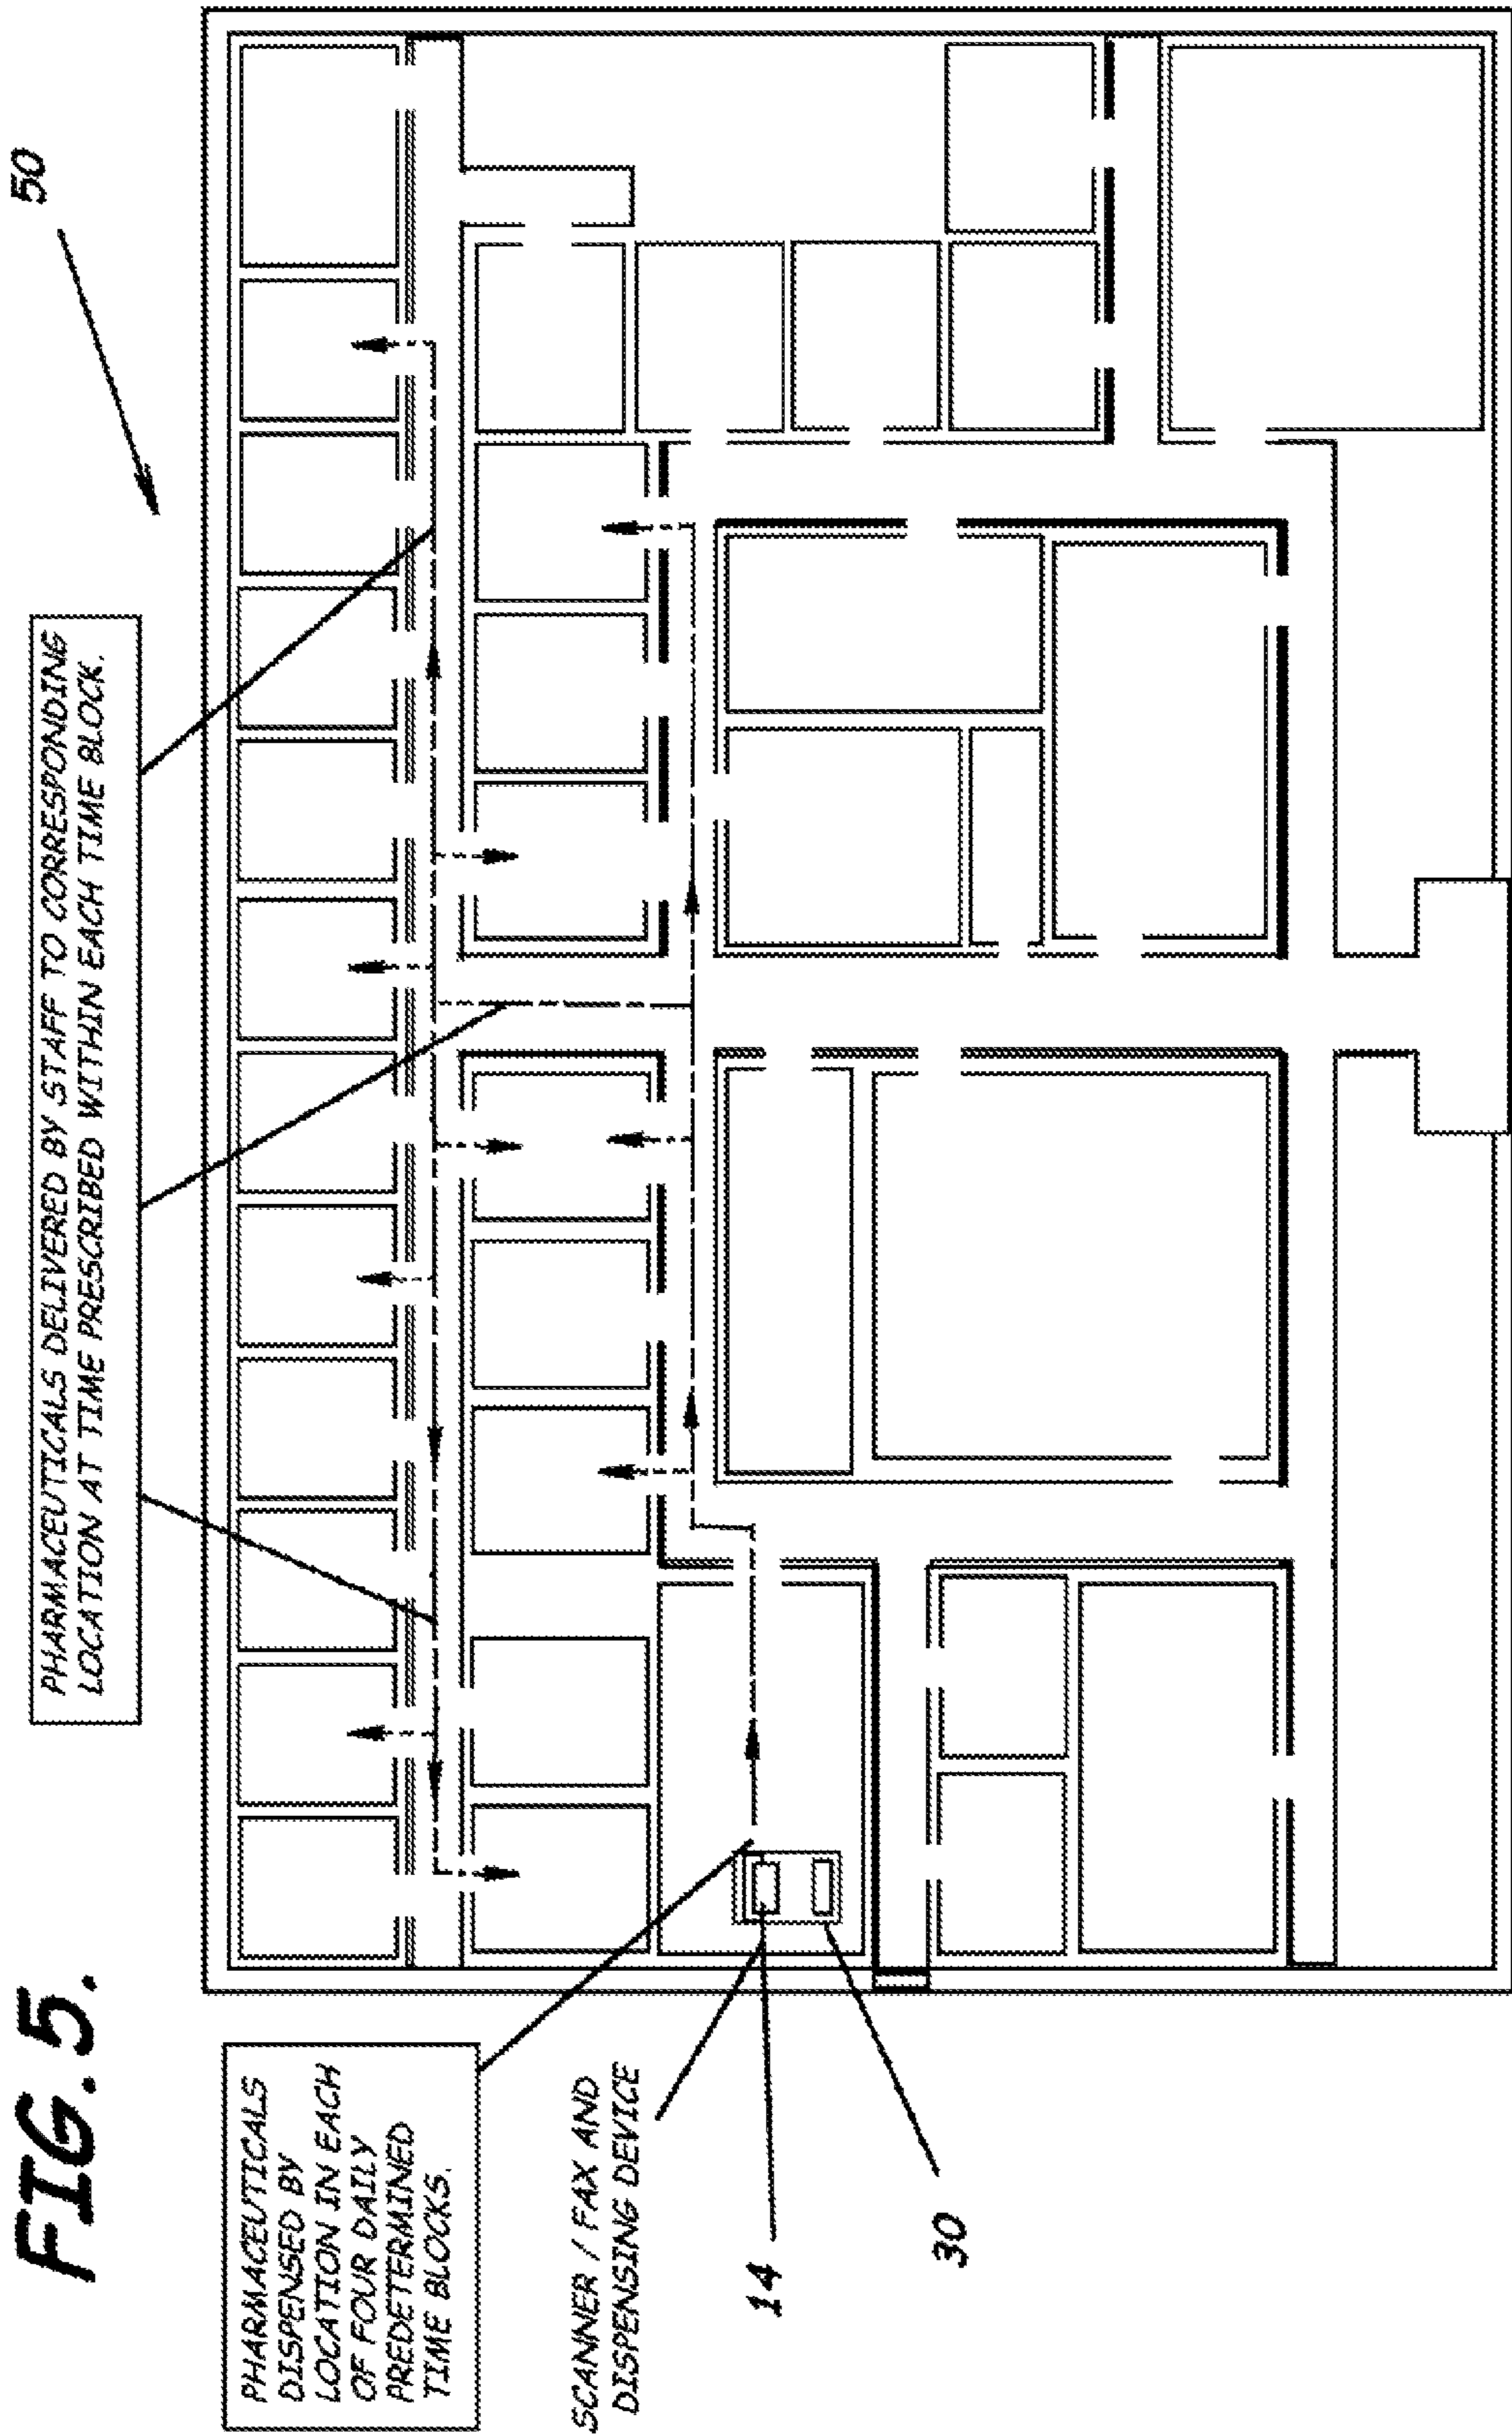 FIG. 5.
50
PHARMACEUTICALS DELIVERED BY STAFF TO CORRESPONDING
LOCATION AT TIME PRESCRIBED WITHIN EACH TIME BLOCK.
PHARMACEUTICALS
DISPENSED BY
LOCATION IN EACH
OF FOUR DAILY
PREDETERMINED
TIME BLOCKS.
SCANNER / FAX AND
DISPENSING DEVICE
14
30